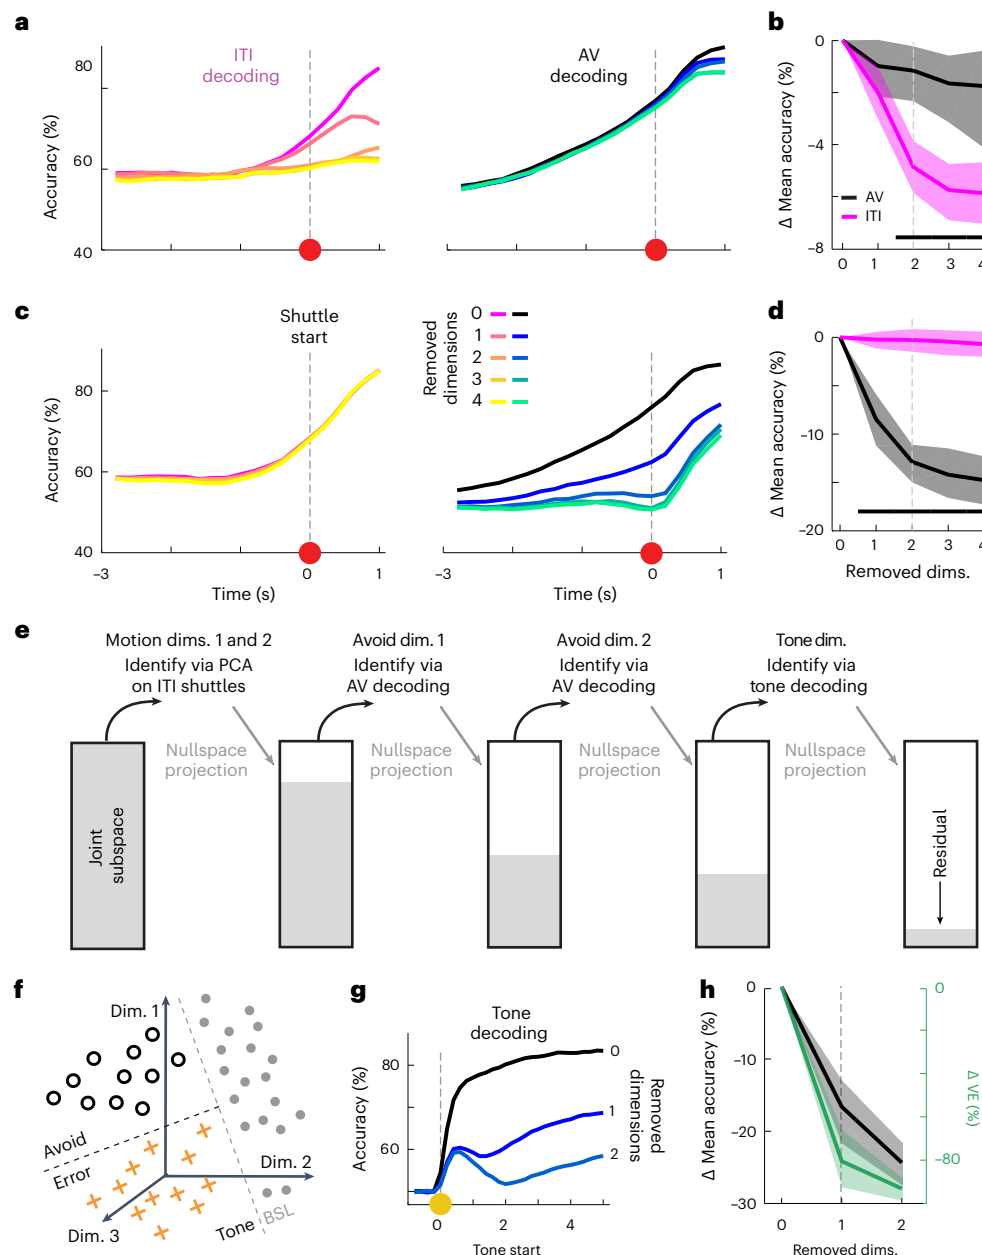 a
ITI
decoding
AV
decoding
Accuracy (%)
80
60
40
b
Δ Mean accuracy (%)
0
−4
−8
AV
ITI
0 1 2 3 4
c
Shuttle
start
Removed
dimensions
0
1
2
3
4
Accuracy (%)
80
60
40
−3 0 1
Time (s)
−3 0 1
Time (s)
d
Δ Mean accuracy (%)
0
−10
−20
0 1 2 3 4
Removed dims.
e
Motion dims. 1 and 2
Identify via PCA
on ITI shuttles
Avoid dim. 1
Identify via
AV decoding
Avoid dim. 2
Identify via
AV decoding
Tone dim.
Identify via
tone decoding
Nullspace
projection
Nullspace
projection
Nullspace
projection
Nullspace
projection
Joint
subspace
Residual
f
Dim. 1
Dim. 2
Dim. 3
Avoid
Error
Tone
BSL
g
Tone
decoding
Accuracy (%)
80
60
0
1
2
Removed
dimensions
0 2 4
Tone start
h
Δ Mean accuracy (%)
0
−10
−20
−30
0
−80
Δ VE (%)
0 1 2
Removed dims.